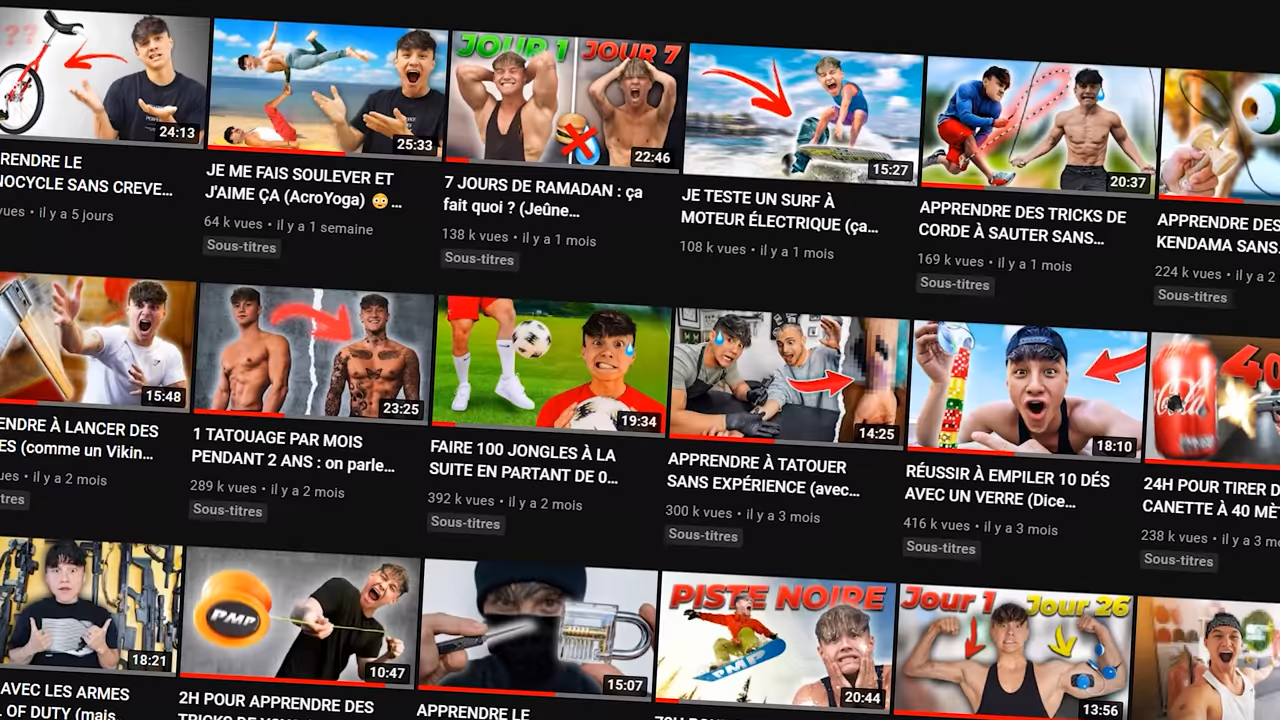 ??
24:13
25:33
JOUR 1
JOUR 7
22:46
15:27
20:37
RENDRE LE
NOCYCLE SANS CREVE...
vues • il y a 5 jours
JE ME FAIS SOULEVER ET
J'AIME ÇA (AcroYoga) 😳 ...
64 k vues • il y a 1 semaine
Sous-titres
7 JOURS DE RAMADAN : ça
fait quoi ? (Jeûne...
138 k vues • il y a 1 mois
Sous-titres
JE TESTE UN SURF À
MOTEUR ÉLECTRIQUE (ça...
108 k vues • il y a 1 mois
APPRENDRE DES TRICKS DE
CORDE À SAUTER SANS...
169 k vues • il y a 1 mois
Sous-titres
APPRENDRE DES
KENDAMA SANS
224 k vues • il y a 2
Sous-titres
15:48
23:25
19:34
14:25
Coca-Cola
40
18:10
ENDRE À LANCER DES
ES (comme un Vikin...
ues • il y a 2 mois
tres
1 TATOUAGE PAR MOIS
PENDANT 2 ANS : on parle...
289 k vues • il y a 2 mois
Sous-titres
FAIRE 100 JONGLES À LA
SUITE EN PARTANT DE 0...
392 k vues • il y a 2 mois
Sous-titres
APPRENDRE À TATOUER
SANS EXPÉRIENCE (avec...
300 k vues • il y a 3 mois
Sous-titres
RÉUSSIR À EMPILER 10 DÉS
AVEC UN VERRE (Dice...
416 k vues • il y a 3 mois
Sous-titres
24H POUR TIRER D
CANETTE À 40 MÈ
238 k vues • il y a 3 mo
Sous-titres
18:21
PMP
10:47
15:07
PISTE NOIRE
PMP
20:44
Jour 1
Jour 26
13:56
AVEC LES ARMES
OF DUTY (mais
2H POUR APPRENDRE DES
APPRENDRE LE